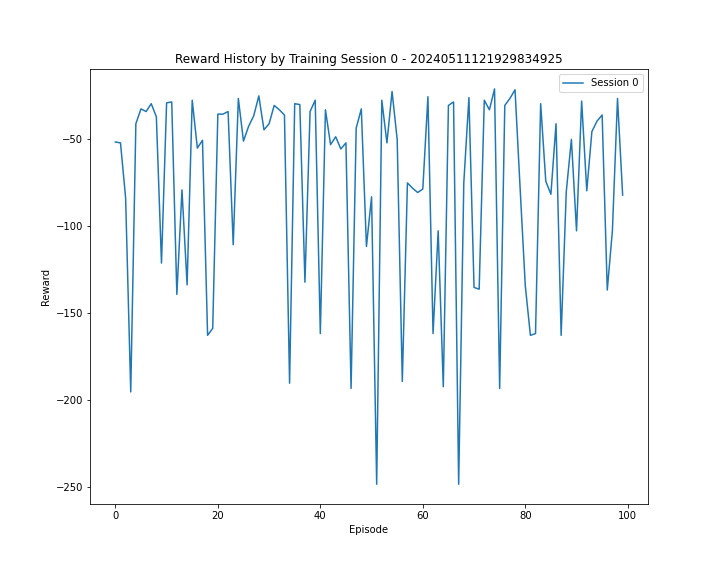 Reward History by Training Session 0 - 20240511121929834925
Session 0
−50
−100
−150
−200
−250
Reward
0 20 40 60 80 100
Episode